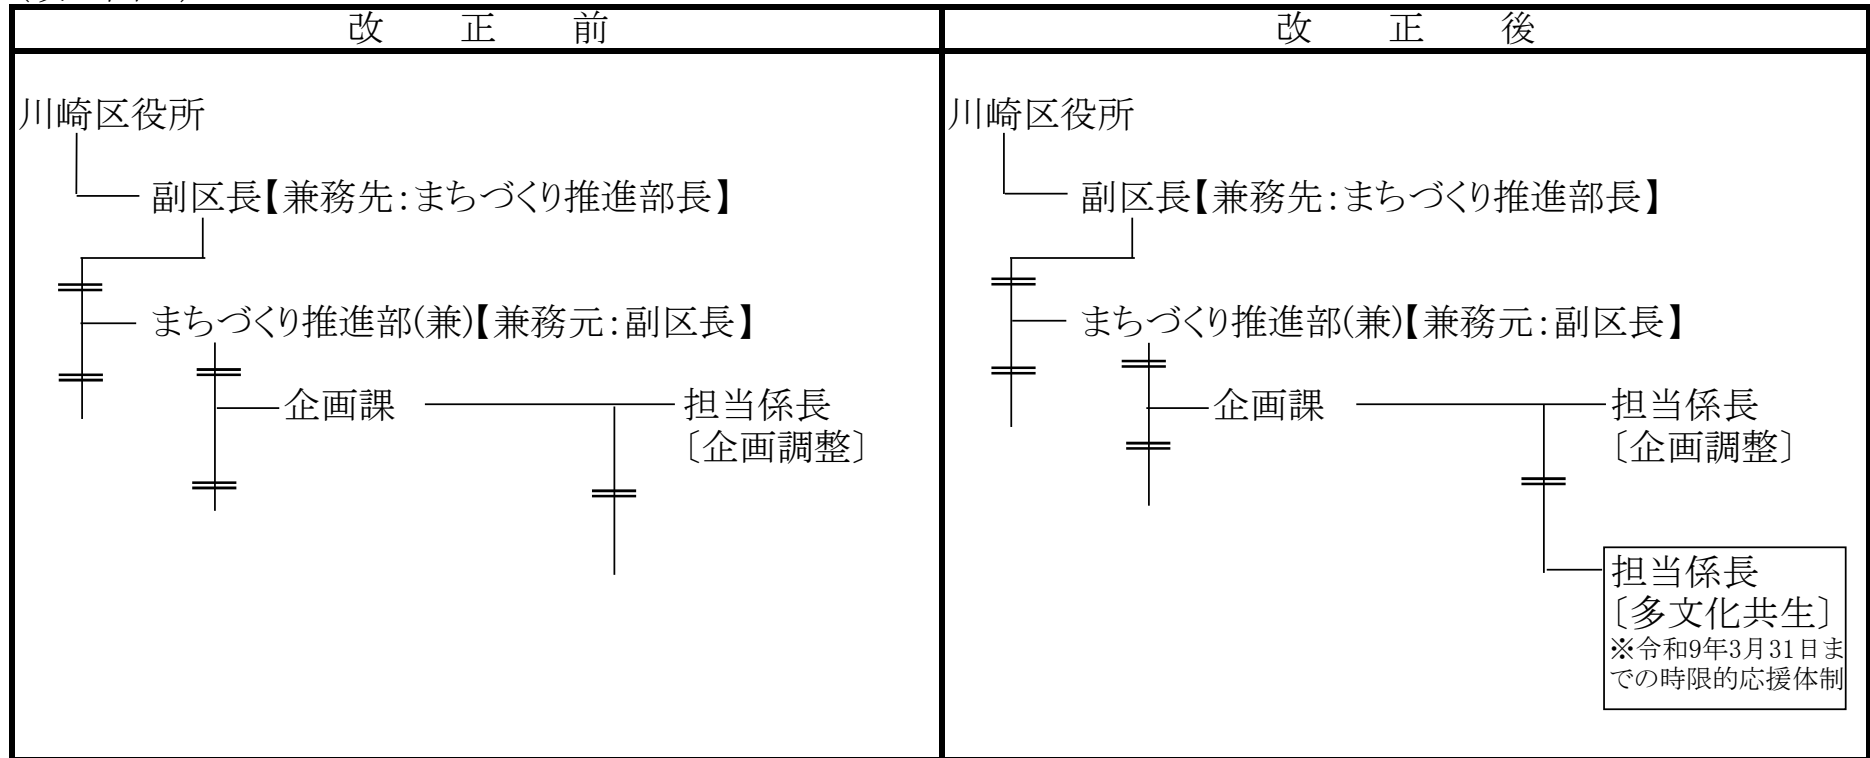 改正前
川崎区役所
副区長【兼務先：まちづくり推進部長】
まちづくり推進部(兼)【兼務元：副区長】
企画課
担当係長
〔企画調整〕
改正後
川崎区役所
副区長【兼務先：まちづくり推進部長】
まちづくり推進部(兼)【兼務元：副区長】
企画課
担当係長
〔企画調整〕
担当係長
〔多文化共生〕
※令和9年3月31日ま
での時限的応援体制